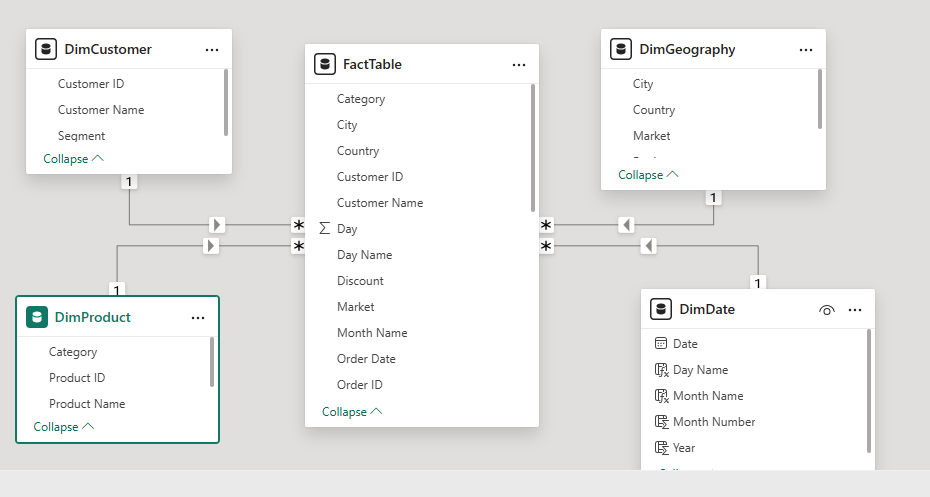 DimCustomer
Customer ID
Customer Name
Segment
Collapse
1
FactTable
Category
City
Country
Customer ID
Customer Name
Day
Day Name
Discount
Market
Month Name
Order Date
Order ID
Collapse
*
*
*
*
DimGeography
City
Country
Market
Collapse
1
1
DimProduct
Category
Product ID
Product Name
Collapse
1
DimDate
Date
Day Name
Month Name
Month Number
Year